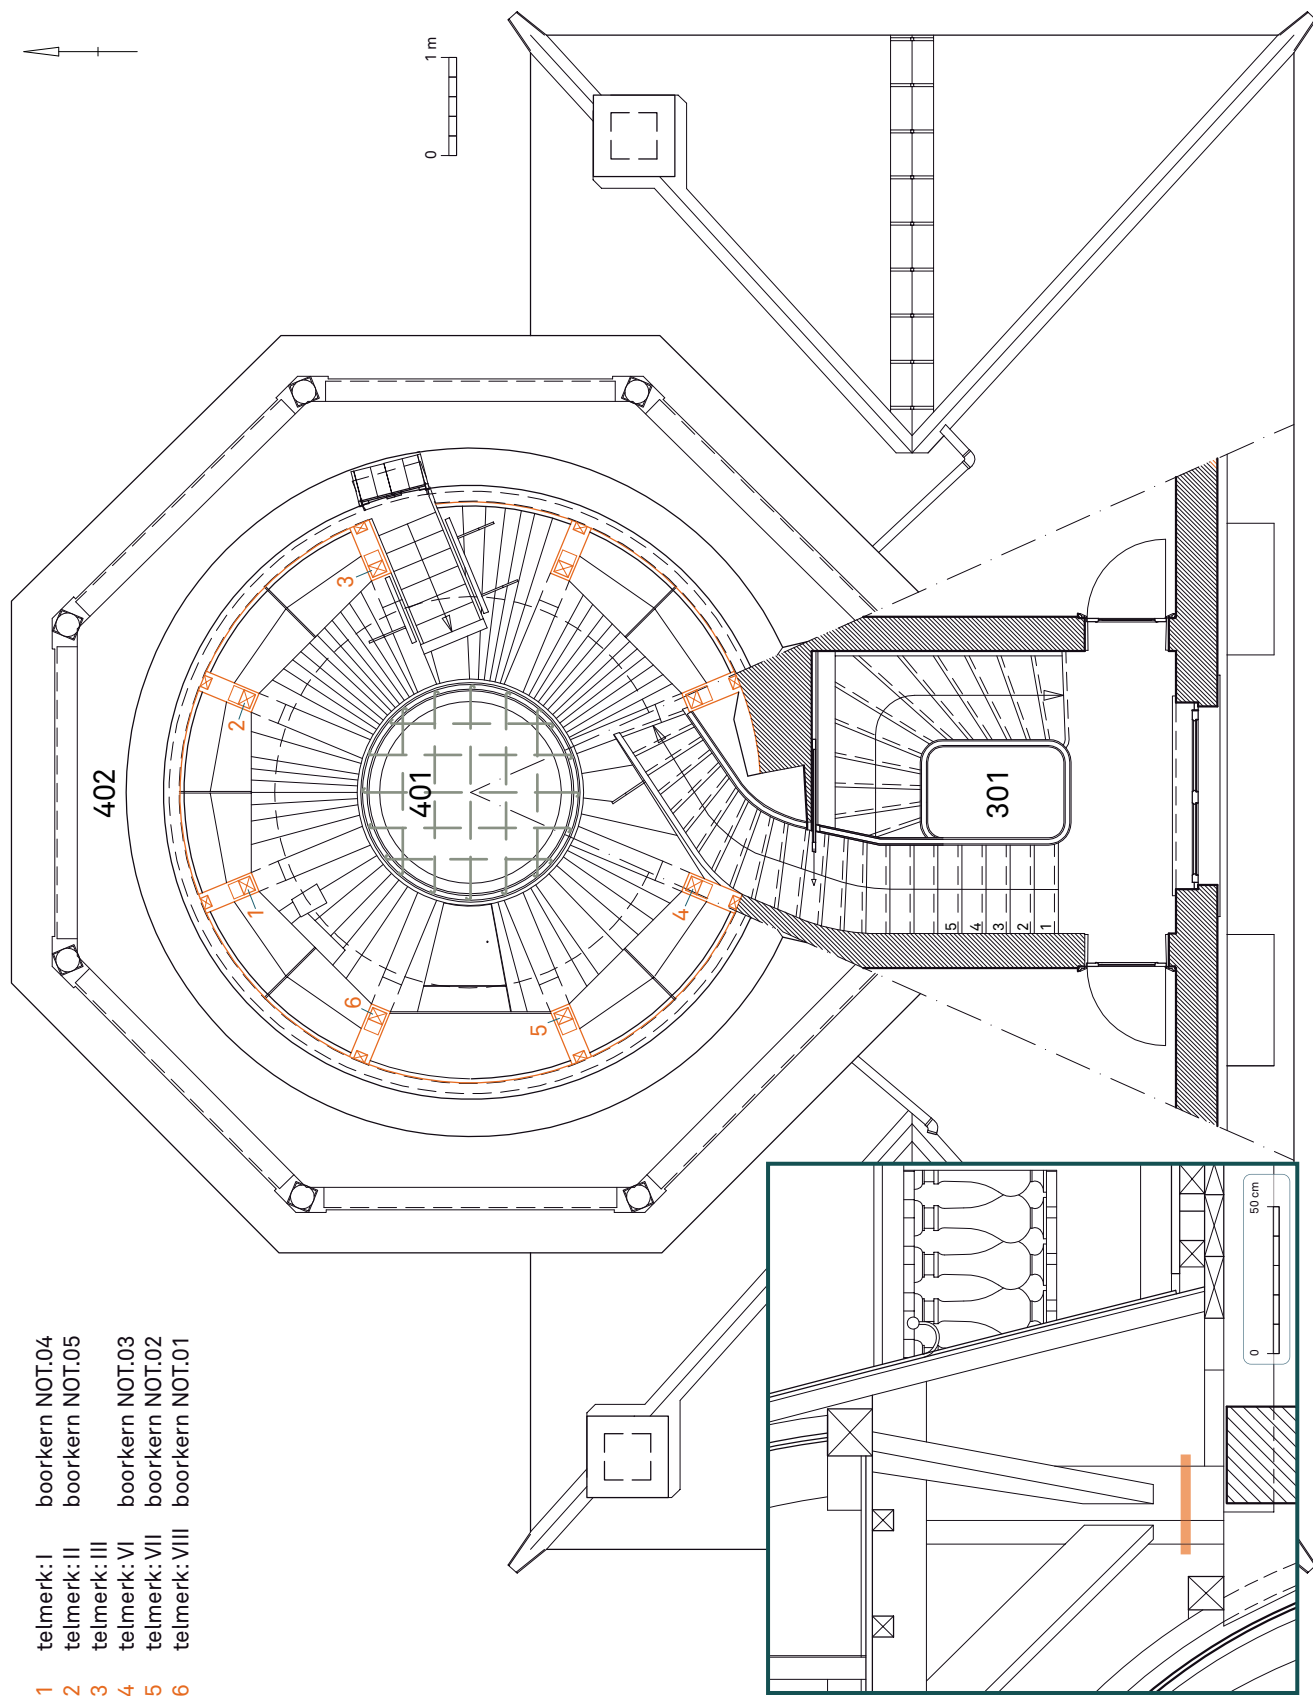 1 telmerk: I boorkern NOT.04
2 telmerk: II boorkern NOT.05
3 telmerk: III
4 telmerk: VI boorkern NOT.03
5 telmerk: VII boorkern NOT.02
6 telmerk: VIII boorkern NOT.01
402
401
301
1
2
3
4
5
6
1
2
3
4
5
0 1 m
0 50 cm